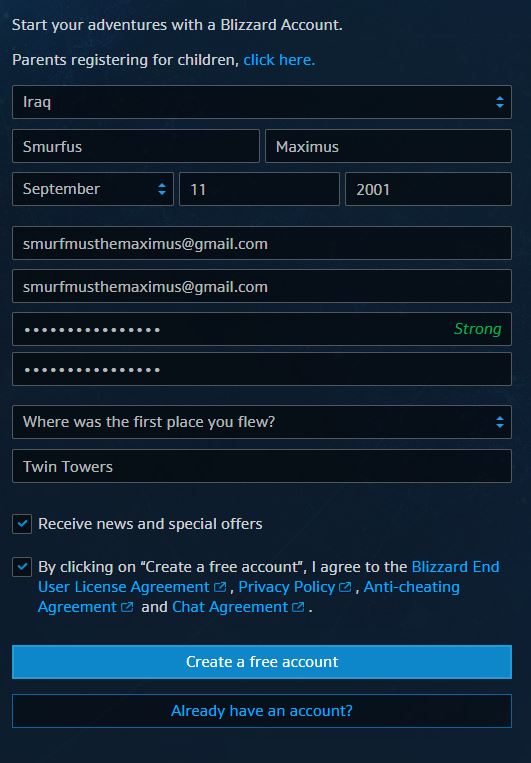 Start your adventures with a Blizzard Account.
Parents registering for children, click here.
Iraq
Smurfus Maximus
September 11 2001
smurfmusthemaximus@gmail.com
smurfmusthemaximus@gmail.com
•••••••••••••••• Strong
••••••••••••••••
Where was the first place you flew?
Twin Towers
Receive news and special offers
By clicking on “Create a free account”, I agree to the Blizzard End
User License Agreement , Privacy Policy , Anti-cheating
Agreement and Chat Agreement .
Create a free account
Already have an account?